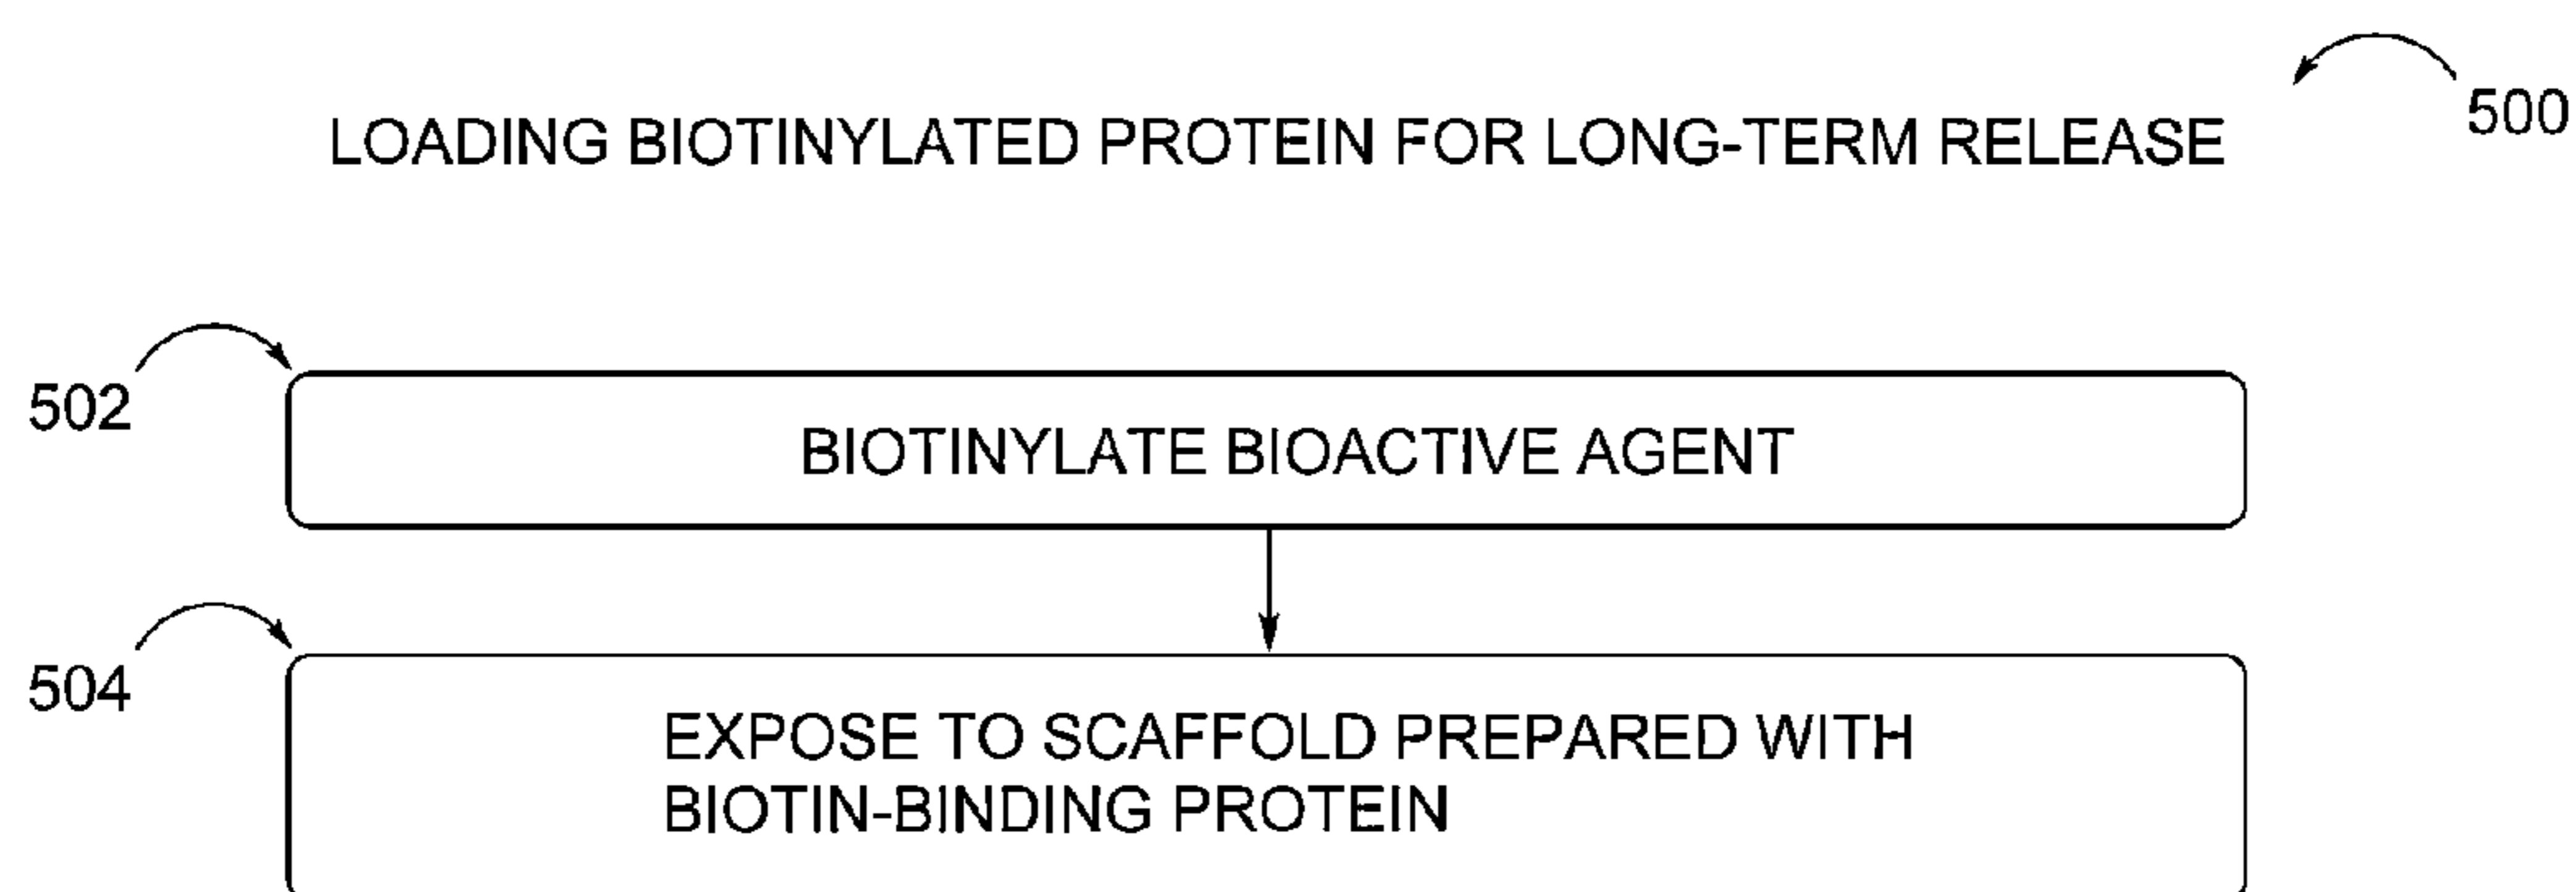 500
LOADING BIOTINYLATED PROTEIN FOR LONG-TERM RELEASE
502
BIOTINYLATE BIOACTIVE AGENT
504
EXPOSE TO SCAFFOLD PREPARED WITH
BIOTIN-BINDING PROTEIN